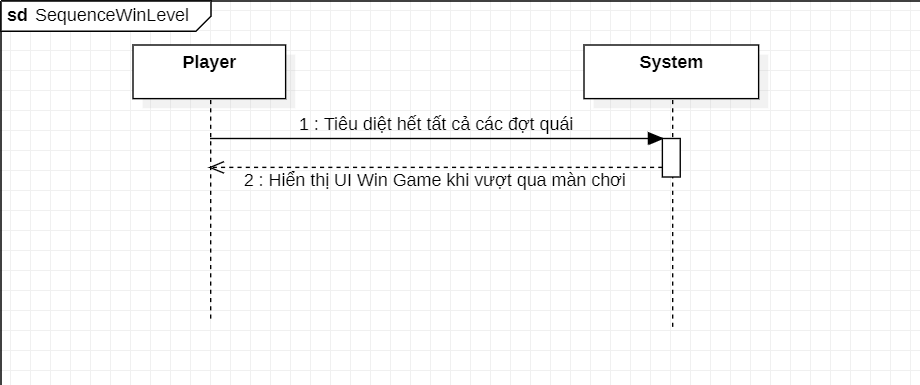 sd SequenceWinLevel
Player
System
1 : Tiêu diệt hết tất cả các đợt quái
2 : Hiển thị UI Win Game khi vượt qua màn chơi